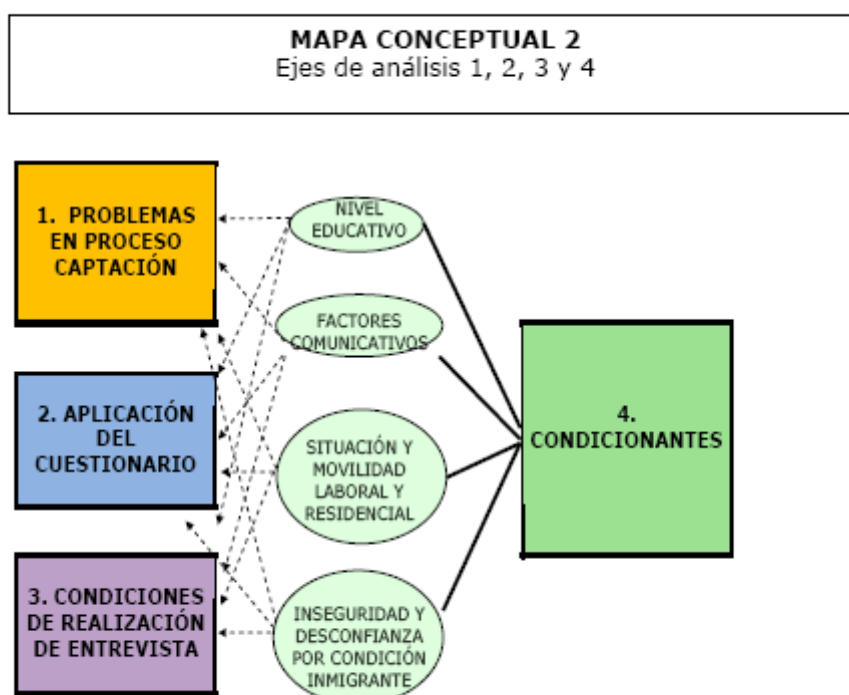 MAPA CONCEPTUAL 2
Ejes de análisis 1, 2, 3 y 4
1. PROBLEMAS
EN PROCESO
CAPTACIÓN
NIVEL
EDUCATIVO
FACTORES
COMUNICATIVOS
2. APLICACIÓN
DEL
CUESTIONARIO
4.
CONDICIONANTES
SITUACIÓN Y
MOVILIDAD
LABORAL Y
RESIDENCIAL
3. CONDICIONES
DE REALIZACIÓN
DE ENTREVISTA
INSEGURIDAD Y
DESCONFIANZA
POR CONDICIÓN
INMIGRANTE